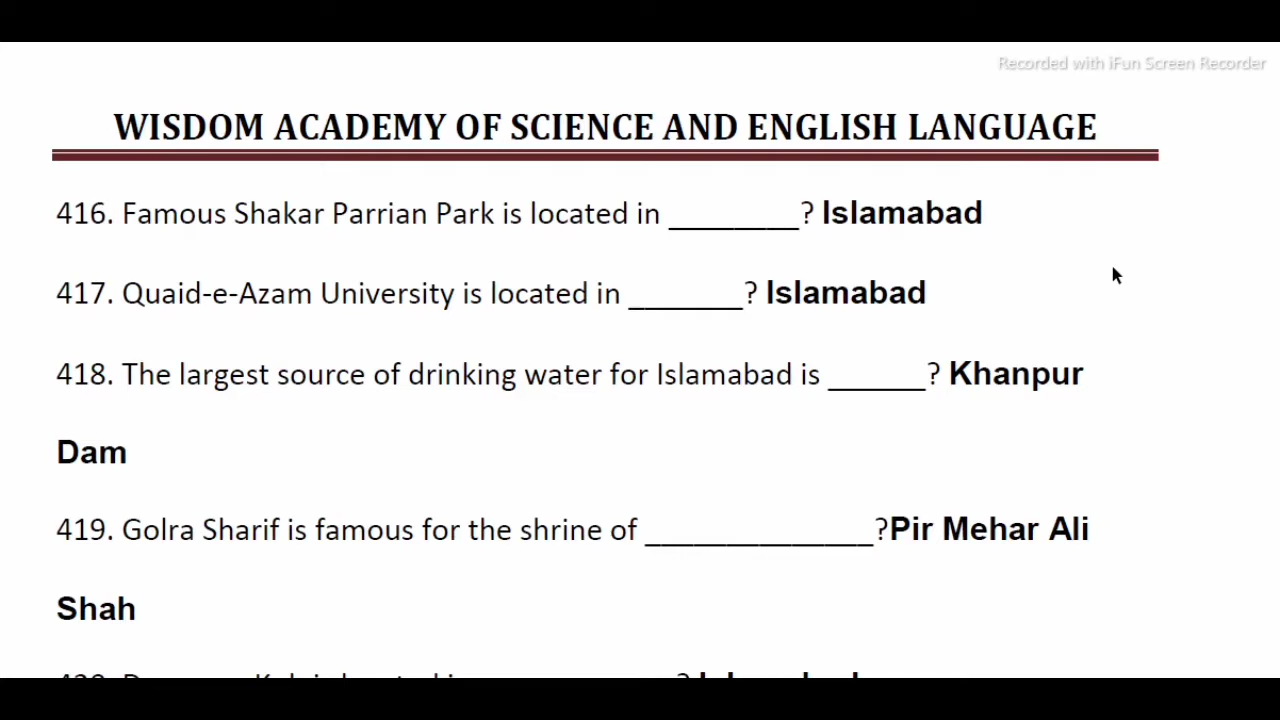 Recorded with iFun Screen Recorder
WISDOM ACADEMY OF SCIENCE AND ENGLISH LANGUAGE
416. Famous Shakar Parrian Park is located in ________? Islamabad
417. Quaid-e-Azam University is located in _______? Islamabad
418. The largest source of drinking water for Islamabad is ______? Khanpur
Dam
419. Golra Sharif is famous for the shrine of ______________?Pir Mehar Ali
Shah